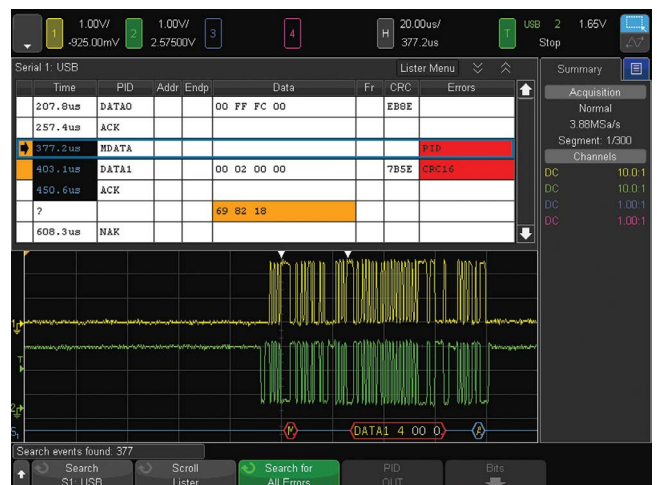 1 1.00V/ 2 1.00V/ 3 4 H 20.00us/ T USB 2 1.65V
-925.00mV 2.57500V 377.2us Stop
Serial 1: USB Lister Menu Summary
Time PID Addr Endp Data Fr CRC Errors
207.8us DATA0 00 FF FC 00 EB8E
257.4us ACK
377.2us MDATA PID
403.1us DATA1 00 02 00 00 7B5E CRC16
450.6us ACK
? 69 82 18
608.3us NAK
Acquisition
Normal
3.88MSa/s
Segment: 1/300
Channels
DC 10.0:1
DC 10.0:1
DC 1.00:1
DC 1.00:1
T
M DATA1 4 00 0 A
S1
Search events found: 377
Search Scroll Search for PID Bits
S1: USB Lister All Errors OUT